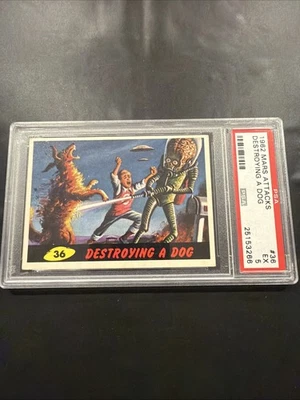 36
DESTROYING A DOG
1962 MARS ATTACKS
DESTROYING A DOG
#36
EX
5
25153266